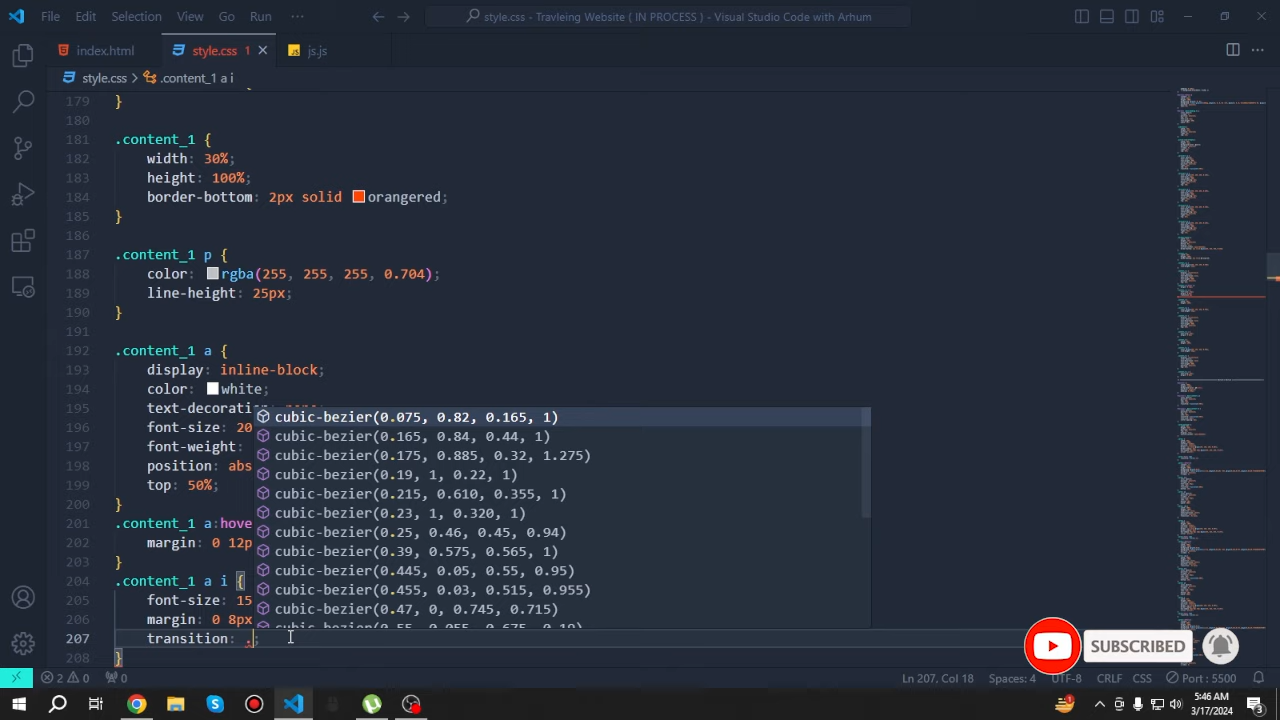 File Edit Selection View Go Run ···
style.css - Travleing Website ( IN PROCESS ) - Visual Studio Code with Arhum
index.html style.css 1 js.js
style.css > .content_1 a i
179 }
180
181 .content_1 {
182 width: 30%;
183 height: 100%;
184 border-bottom: 2px solid orangered;
185 }
186
187 .content_1 p {
188 color: rgba(255, 255, 255, 0.704);
189 line-height: 25px;
190 }
191
192 .content_1 a {
193 display: inline-block;
194 color: white;
195 text-decorati
196 font-size: 20
197 font-weight:
198 position: abs
199 top: 50%;
200 }
201 .content_1 a:hove
202 margin: 0 12p
203 }
204 .content_1 a i {
205 font-size: 15
206 margin: 0 8px
207 transition: .;
208 }
cubic-bezier(0.075, 0.82, 0.165, 1)
cubic-bezier(0.165, 0.84, 0.44, 1)
cubic-bezier(0.175, 0.885, 0.32, 1.275)
cubic-bezier(0.19, 1, 0.22, 1)
cubic-bezier(0.215, 0.610, 0.355, 1)
cubic-bezier(0.23, 1, 0.320, 1)
cubic-bezier(0.25, 0.46, 0.45, 0.94)
cubic-bezier(0.39, 0.575, 0.565, 1)
cubic-bezier(0.445, 0.05, 0.55, 0.95)
cubic-bezier(0.455, 0.03, 0.515, 0.955)
cubic-bezier(0.47, 0, 0.745, 0.715)
SUBSCRIBED
2 0 0
Ln 207, Col 18 Spaces: 4 UTF-8 CRLF CSS Port : 5500
5:46 AM
3/17/2024
3